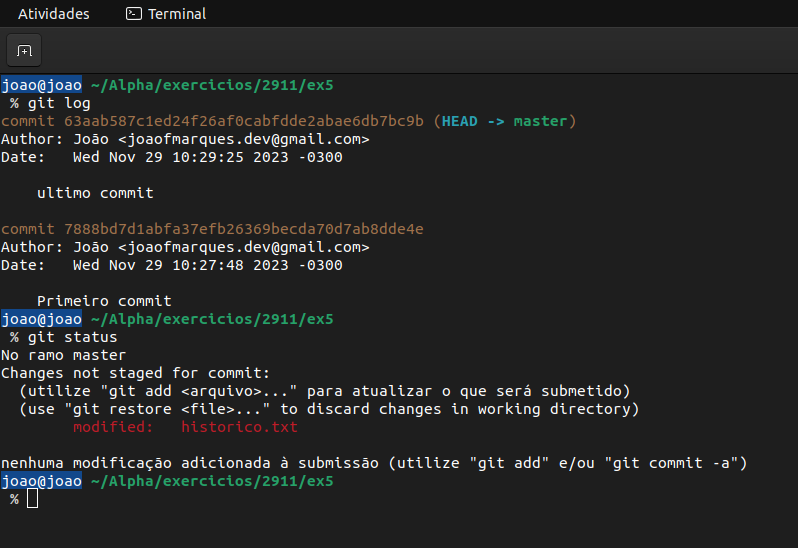 Atividades Terminal
joao@joao ~/Alpha/exercicios/2911/ex5
% git log
commit 63aab587c1ed24f26af0cabfdde2abae6db7bc9b (HEAD -> master)
Author: João <joaofmarques.dev@gmail.com>
Date:   Wed Nov 29 10:29:25 2023 -0300
ultimo commit
commit 7888bd7d1abfa37efb26369becda70d7ab8dde4e
Author: João <joaofmarques.dev@gmail.com>
Date:   Wed Nov 29 10:27:48 2023 -0300
Primeiro commit
joao@joao ~/Alpha/exercicios/2911/ex5
% git status
No ramo master
Changes not staged for commit:
(utilize "git add <arquivo>..." para atualizar o que será submetido)
(use "git restore <file>..." to discard changes in working directory)
modified:   historico.txt
nenhuma modificação adicionada à submissão (utilize "git add" e/ou "git commit -a")
joao@joao ~/Alpha/exercicios/2911/ex5
%